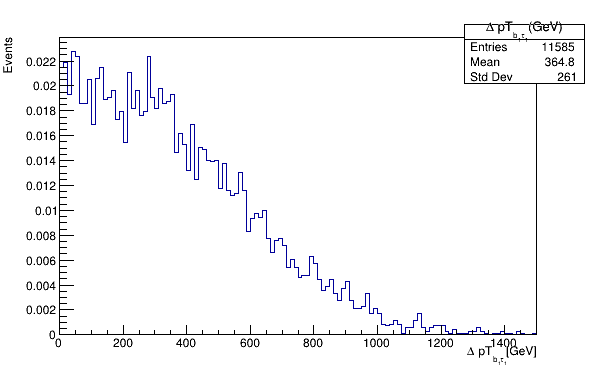 Δ pT_{b_1τ_1} (GeV)
Entries 11585
Mean 364.8
Std Dev 261
Events
0.022
0.02
0.018
0.016
0.014
0.012
0.01
0.008
0.006
0.004
0.002
0
0 200 400 600 800 1000 1200 1400
Δ pT_{b_1τ_1}[GeV]